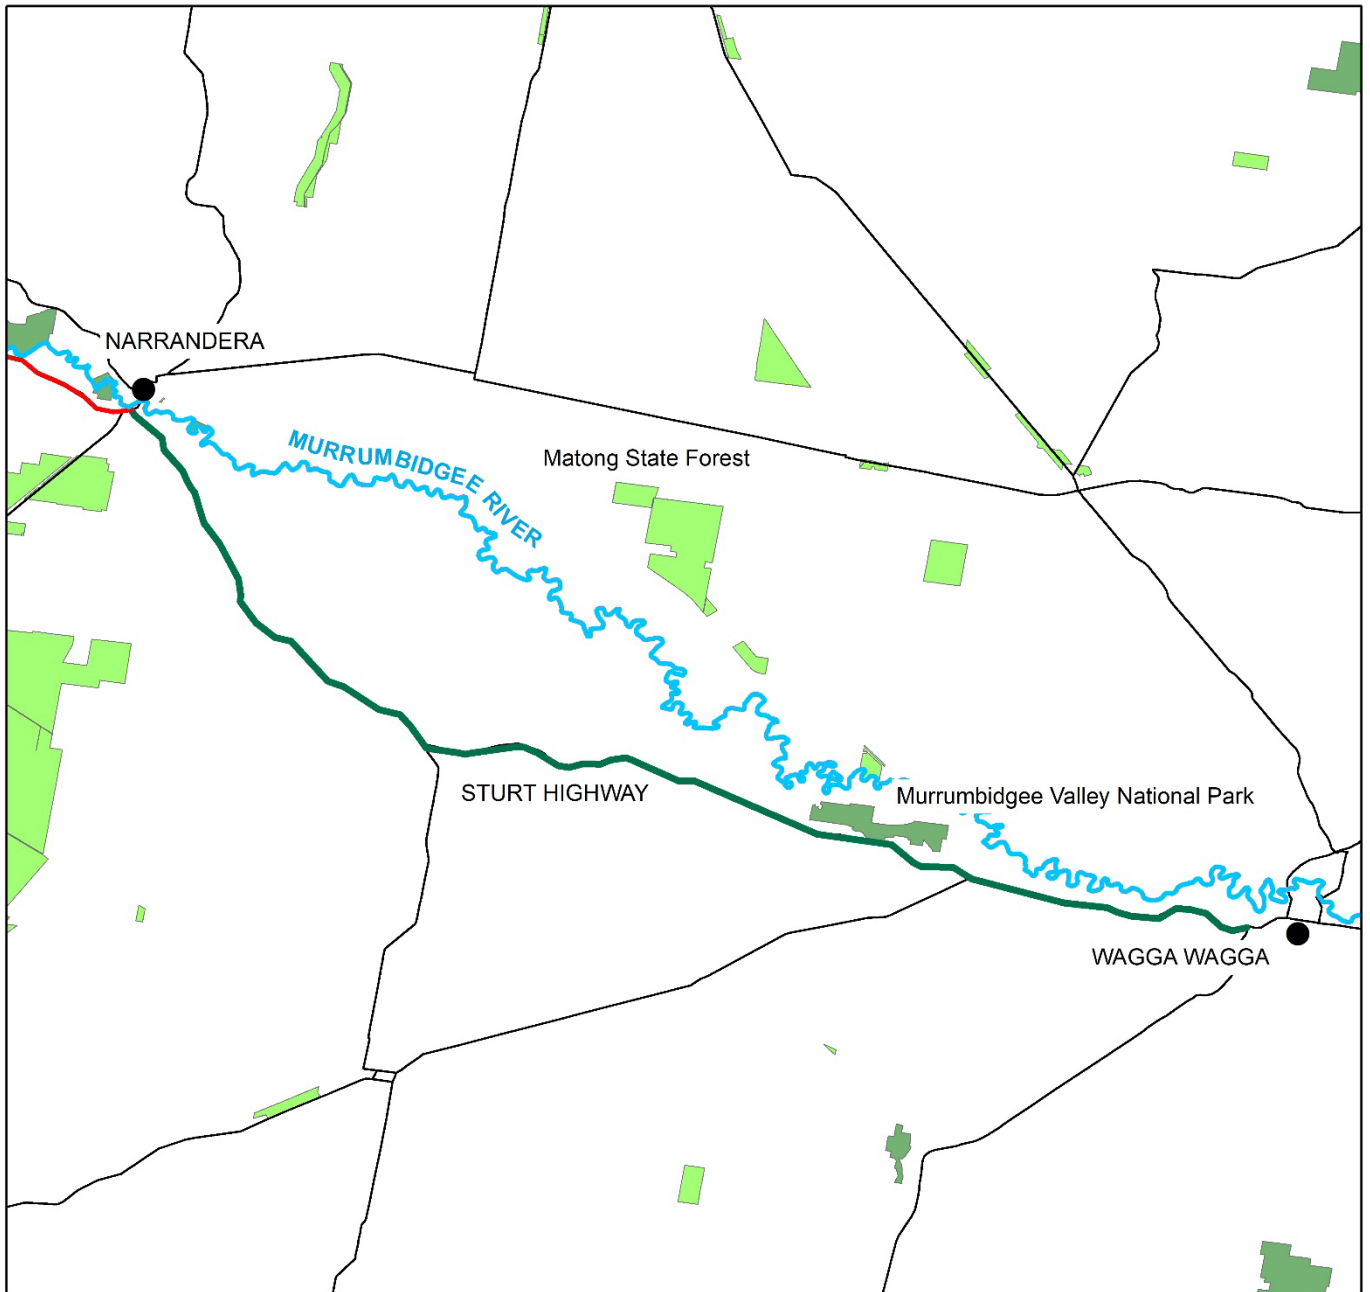 NARRANDERA
MURRUMBIDGEE RIVER
Matong State Forest
STURT HIGHWAY
Murrumbidgee Valley National Park
WAGGA WAGGA